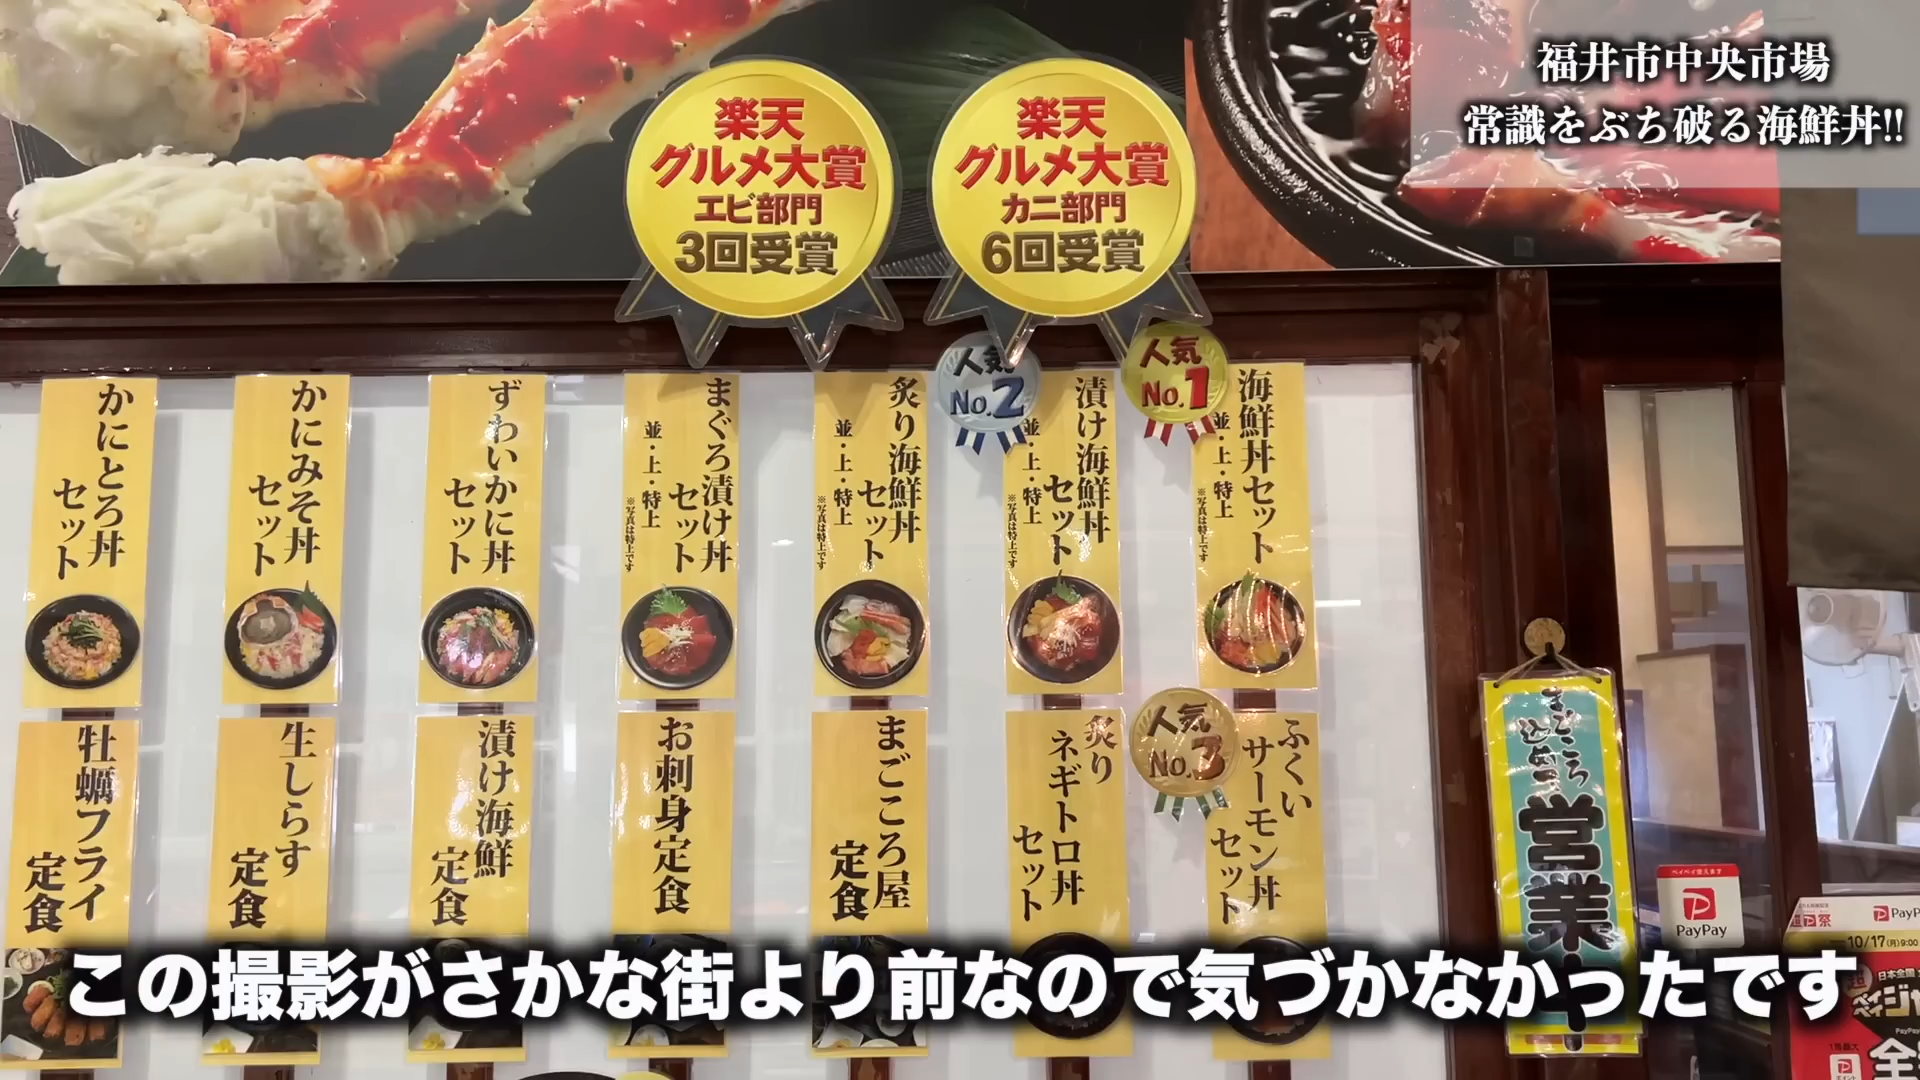 福井市中央市場
常識をぶち破る海鮮丼!!
楽天
グルメ大賞
エビ部門
3回受賞
楽天
グルメ大賞
カニ部門
6回受賞
人気
No.1
海鮮丼セット
並・上・特上
※写真は特上です
人気
No.2
漬け海鮮丼
セット
並・上・特上
※写真は特上です
炙り海鮮丼
セット
並・上・特上
※写真は特上です
まぐろ漬け丼
セット
並・上・特上
※写真は特上です
ずわいかに丼
セット
かにみそ丼
セット
かにとろ丼
セット
人気
No.3
ふくい
サーモン丼
セット
炙り
ネギトロ丼
セット
まごころ屋
定食
お刺身定食
漬け海鮮
定食
生しらす
定食
牡蠣フライ
定食
営業中
PayPay
PayP
10/17(月)9:00
日本全国
この撮影がさかな街より前なので気づかなかったです